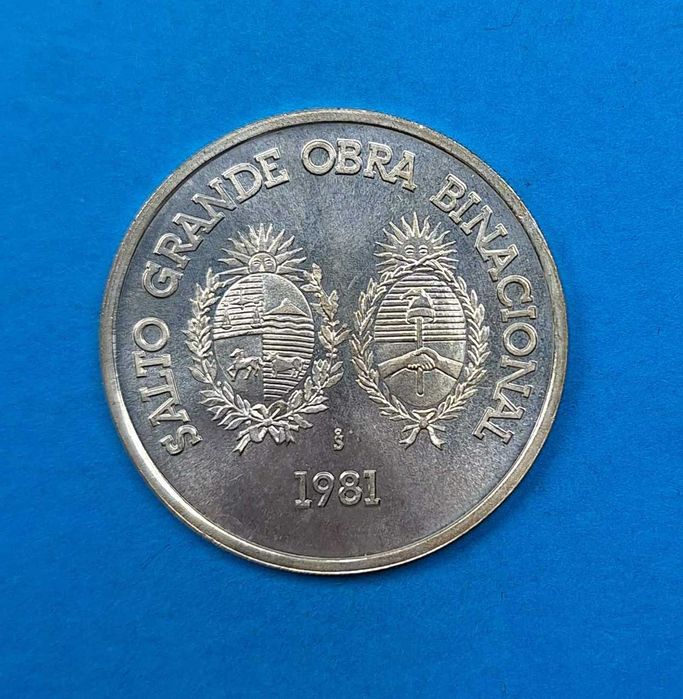 SALTO GRANDE OBRA BINACIONAL
1981